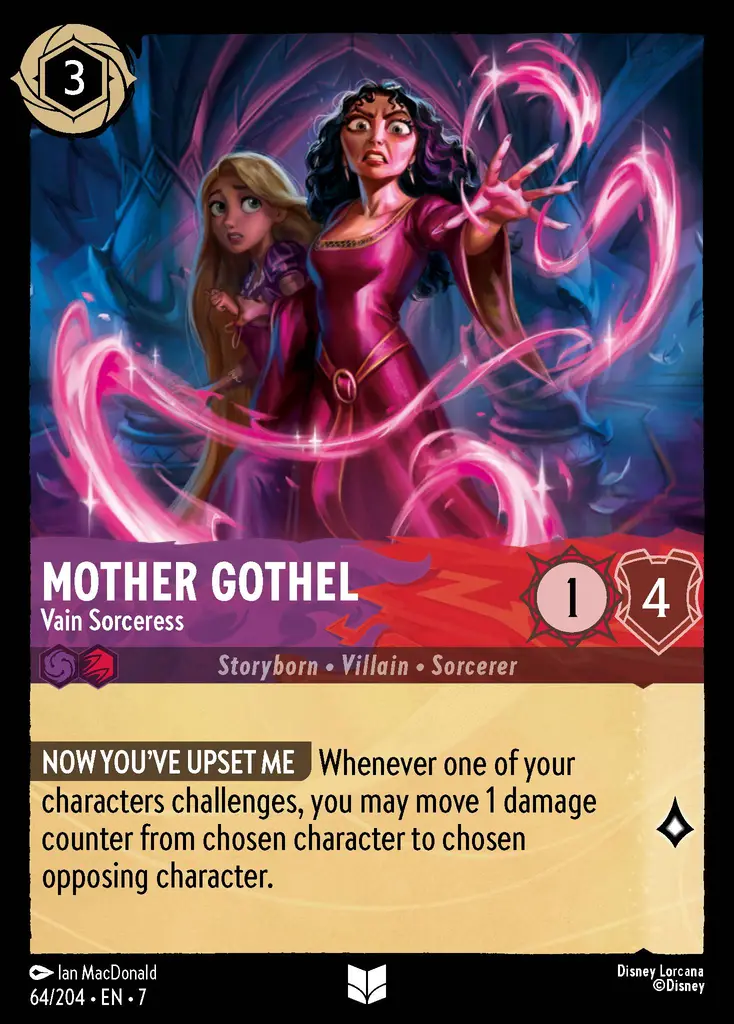 3
MOTHER GOTHEL
Vain Sorceress
1
4
Storyborn • Villain • Sorcerer
NOW YOU'VE UPSET ME Whenever one of your
characters challenges, you may move 1 damage
counter from chosen character to chosen
opposing character.
Ian MacDonald
64/204 • EN • 7
Disney Lorcana
©Disney